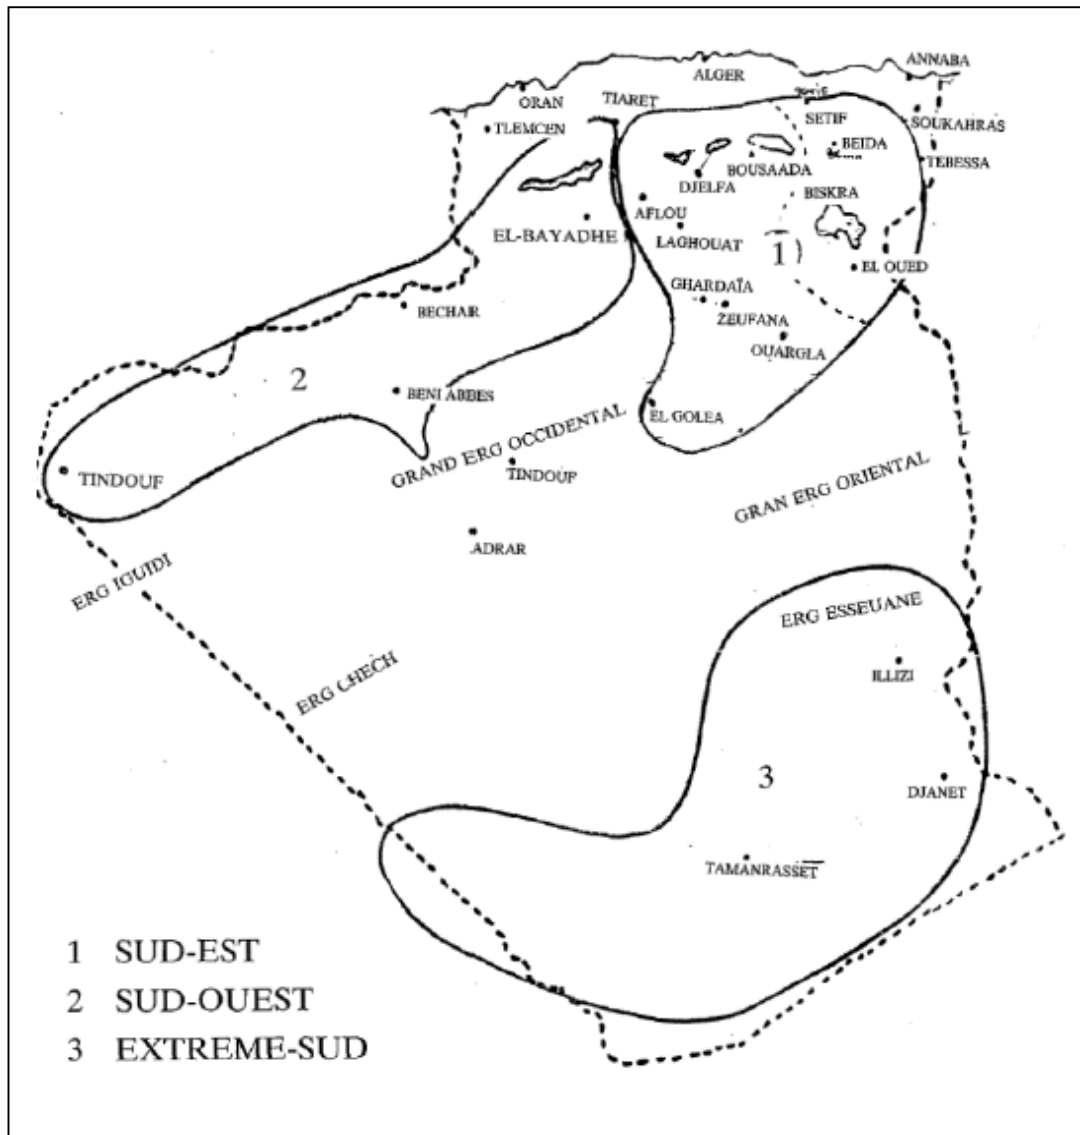 ANNABA
ALGER
ORAN
TIARET
SETIF
TLEMCEN
SOUKAHRAS
BEIDA
BOUSAADA
TEBESSA
DJELFA
BISKRA
AFLOU
EL-BAYADHE
LAGHOUAT
1
EL OUED
GHARDAÏA
BECHAR
ZEUFANA
OUARGLA
2
BENI ABBES
EL GOLEA
GRAND ERG OCCIDENTAL
TINDOUF
TINDOUF
GRAN ERG ORIENTAL
ADRAR
ERG IGUIDI
ERG ESSEUANE
ERG CHECH
ILLIZI
3
DJANET
TAMANRASSET
1 SUD-EST
2 SUD-OUEST
3 EXTREME-SUD